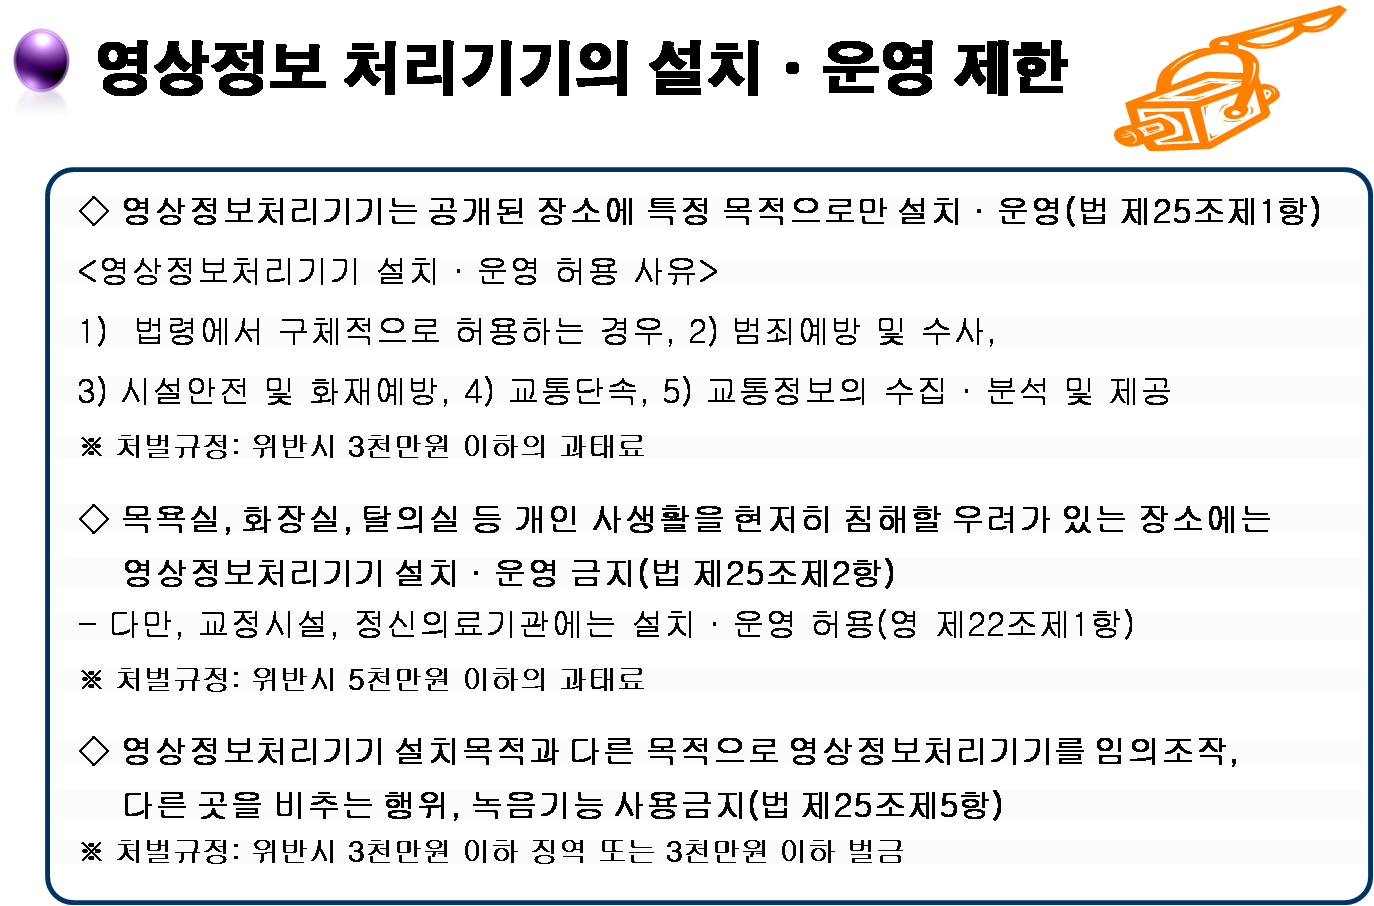 영상정보 처리기기의 설치 · 운영 제한
◇ 영상정보처리기기는 공개된 장소에 특정 목적으로만 설치 · 운영(법 제25조제1항)
<영상정보처리기기 설치 · 운영 허용 사유>
1) 법령에서 구체적으로 허용하는 경우, 2) 범죄예방 및 수사,
3) 시설안전 및 화재예방, 4) 교통단속, 5) 교통정보의 수집 · 분석 및 제공
※ 처벌규정: 위반시 3천만원 이하의 과태료
◇ 목욕실, 화장실, 탈의실 등 개인 사생활을 현저히 침해할 우려가 있는 장소에는
영상정보처리기기 설치 · 운영 금지(법 제25조제2항)
- 다만, 교정시설, 정신의료기관에는 설치 · 운영 허용(영 제22조제1항)
※ 처벌규정: 위반시 5천만원 이하의 과태료
◇ 영상정보처리기기 설치목적과 다른 목적으로 영상정보처리기기를 임의조작,
다른 곳을 비추는 행위, 녹음기능 사용금지(법 제25조제5항)
※ 처벌규정: 위반시 3천만원 이하 징역 또는 3천만원 이하 벌금